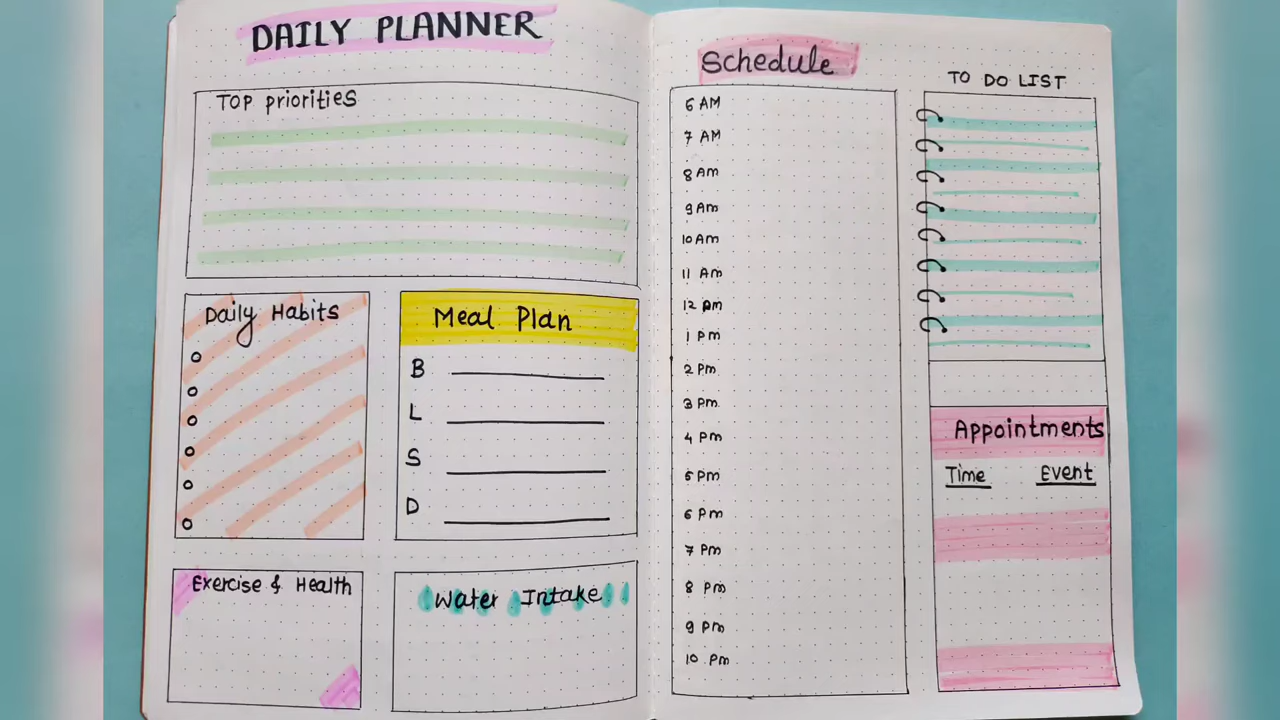 DAILY PLANNER
TOP prioritieS
Daily Habits
Meal Plan
B
L
S
D
Exercise & Health
Water Intake
Schedule
6 AM
7 AM
8 Am
9 Am
10 Am
11 Am
12 pm
1 Pm
2 Pm
3 Pm
4 Pm
5 Pm
6 Pm
7 Pm
8 Pm
9 Pm
10 Pm
TO DO LIST
Appointments
Time Event